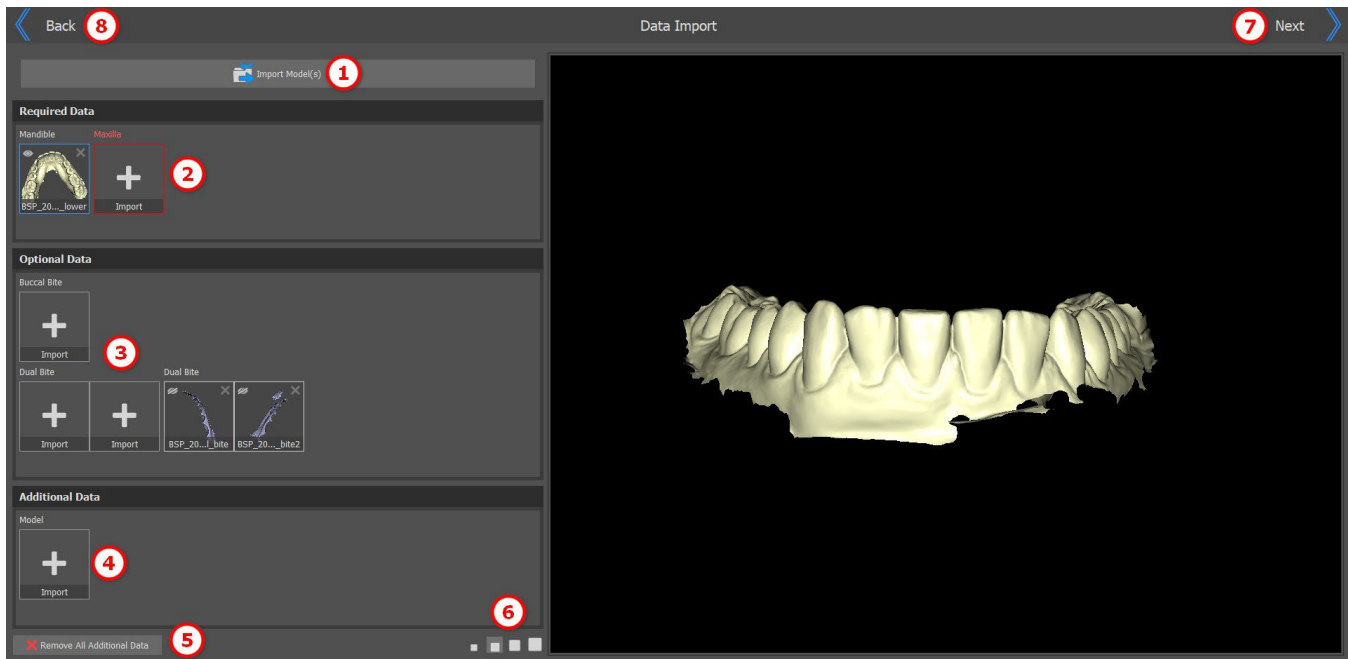 Back 8 Data Import 7 Next
Import Model(s) 1
Required Data
Mandible Maxilla
2
BSP_20..._lower Import
Optional Data
Buccal Bite
Import 3
Dual Bite Dual Bite
Import Import BSP_20...l_bite BSP_20..._bite2
Additional Data
Model
4
Import
6
Remove All Additional Data 5